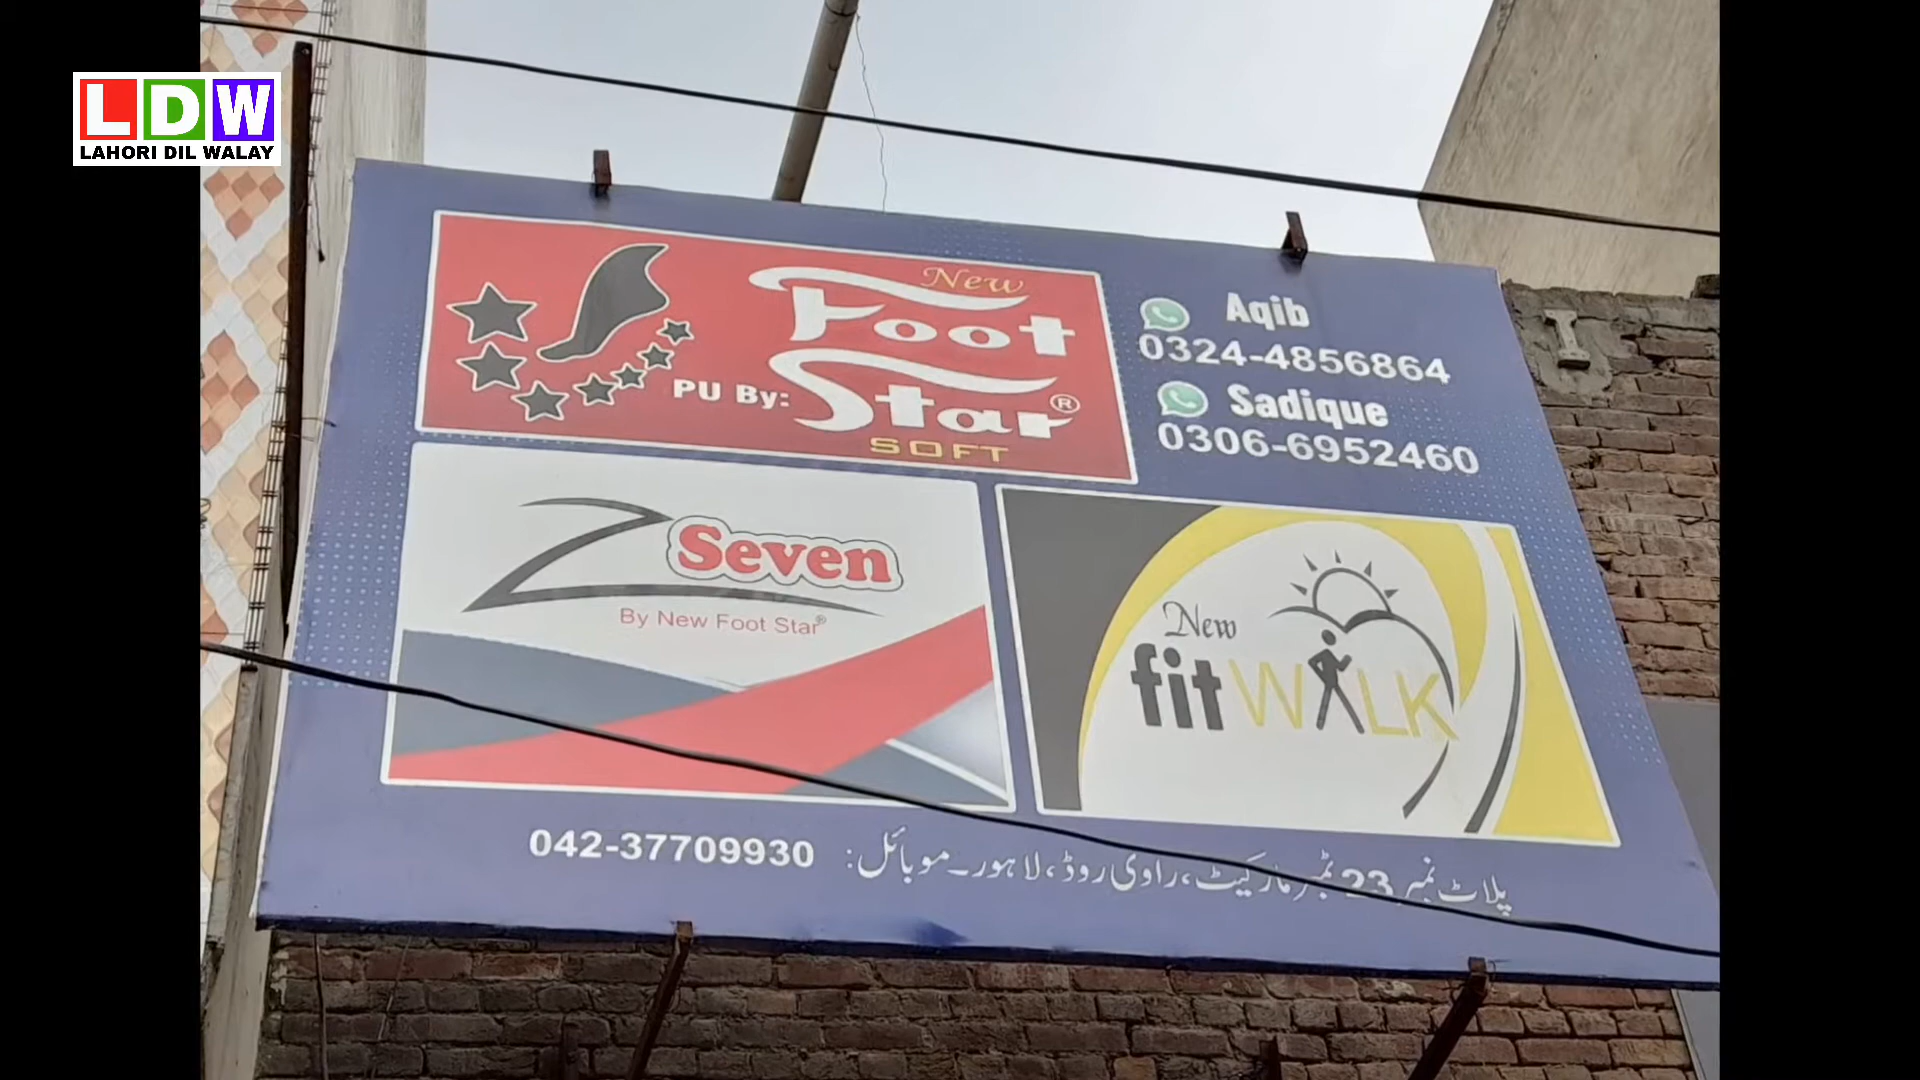 LDW
LAHORI DIL WALAY
New
Foot
Star®
PU By:
SOFT
Aqib
0324-4856864
Sadique
0306-6952460
Z Seven
By New Foot Star®
New
fitWALK
پلاٹ نمبر 23 ٹمبر مارکیٹ، راوی روڈ، لاہور۔ موبائل: 042-37709930